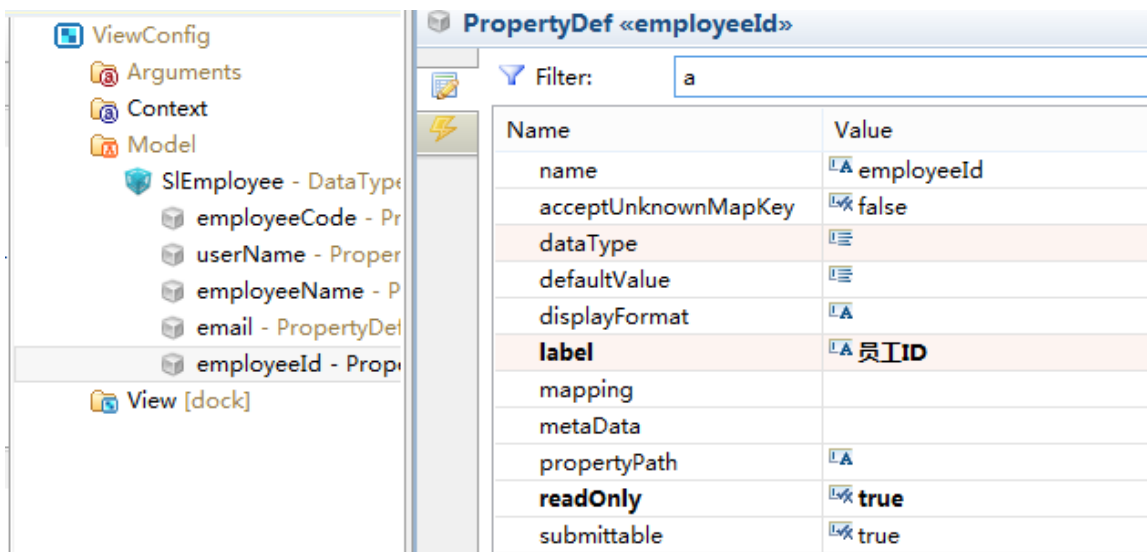 ViewConfig
Arguments
Context
Model
SlEmployee - DataType
employeeCode - Pr
userName - Proper
employeeName - P
email - PropertyDef
employeeId - Prope
View [dock]
PropertyDef «employeeId»
Filter: a
Name Value
name employeeId
acceptUnknownMapKey false
dataType
defaultValue
displayFormat
label 员工ID
mapping
metaData
propertyPath
readOnly true
submittable true